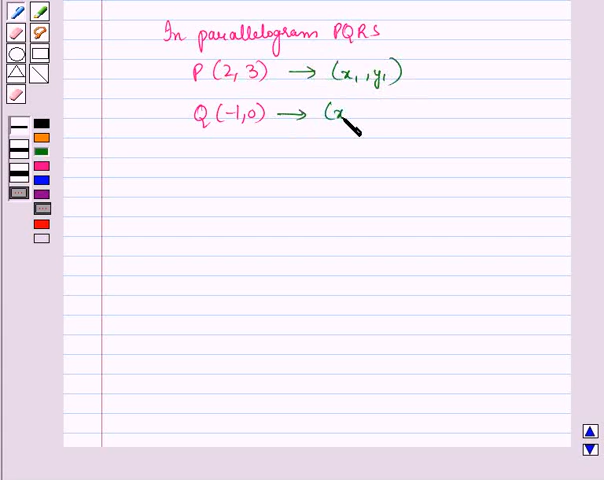 In parallelogram PQRS
P (2, 3) → (x₁, y₁)
Q (-1, 0) → (x